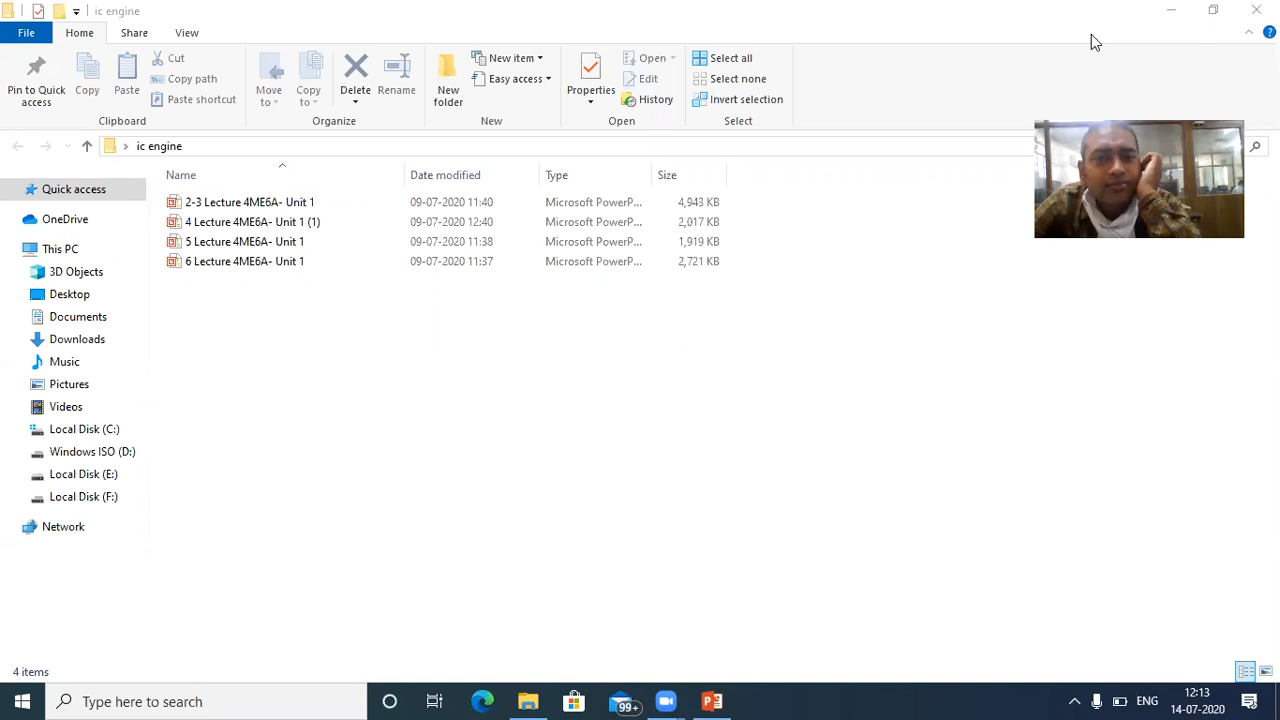 ic engine
File Home Share View
Pin to Quick access
Copy
Paste
Cut
Copy path
Paste shortcut
Clipboard
Move to
Copy to
Delete
Rename
Organize
New folder
New item
Easy access
New
Properties
Open
Edit
History
Open
Select all
Select none
Invert selection
Select
ic engine
Name Date modified Type Size
2-3 Lecture 4ME6A- Unit 1 09-07-2020 11:40 Microsoft PowerP... 4,943 KB
4 Lecture 4ME6A- Unit 1 (1) 09-07-2020 12:40 Microsoft PowerP... 2,017 KB
5 Lecture 4ME6A- Unit 1 09-07-2020 11:38 Microsoft PowerP... 1,919 KB
6 Lecture 4ME6A- Unit 1 09-07-2020 11:37 Microsoft PowerP... 2,721 KB
Quick access
OneDrive
This PC
3D Objects
Desktop
Documents
Downloads
Music
Pictures
Videos
Local Disk (C:)
Windows ISO (D:)
Local Disk (E:)
Local Disk (F:)
Network
4 items
Type here to search
99+
ENG
12:13
14-07-2020